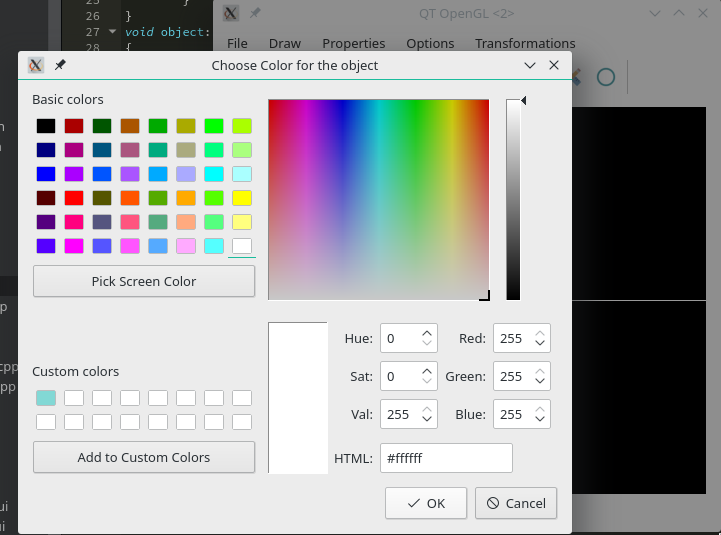 25 }
26 }
27 void object:
28 {
QT OpenGL <2>
File Draw Properties Options Transformations
Choose Color for the object
Basic colors
Pick Screen Color
Custom colors
Add to Custom Colors
Hue: 0 Red: 255
Sat: 0 Green: 255
Val: 255 Blue: 255
HTML: #ffffff
OK Cancel
p
cpp
pp
ui
ui